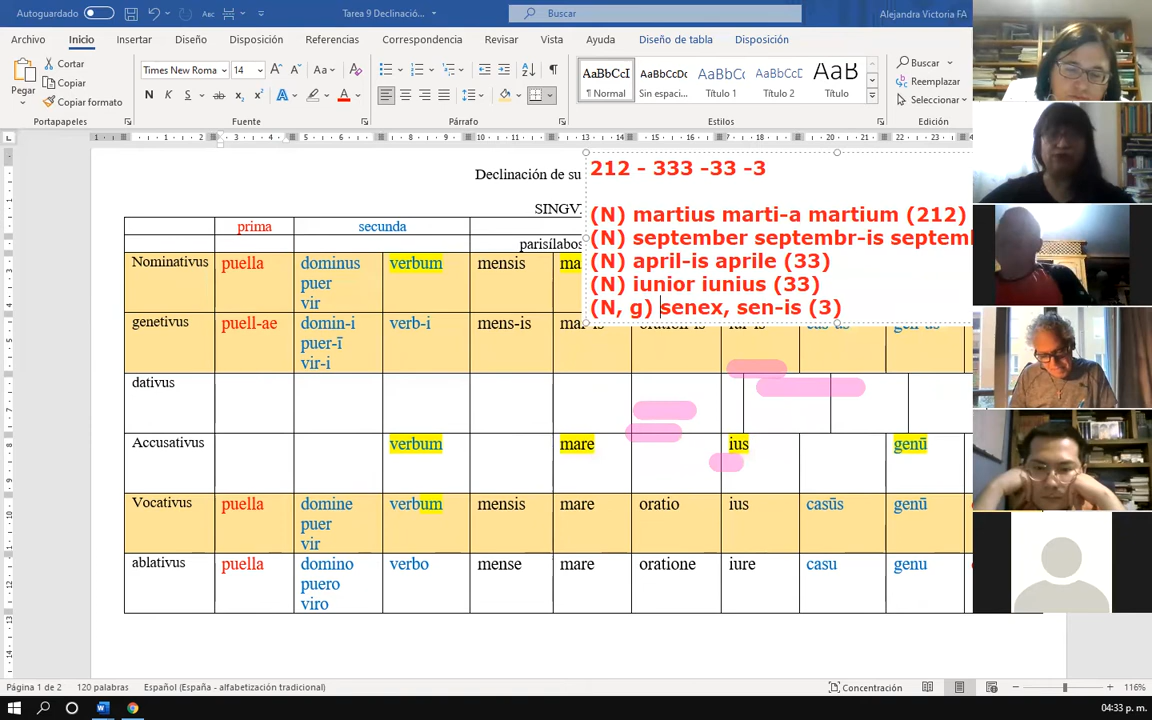 Autoguardado
Tarea 9 Declinació...
Buscar
Alejandra Victoria FA
Archivo Inicio Insertar Diseño Disposición Referencias Correspondencia Revisar Vista Ayuda Diseño de tabla Disposición
Pegar
Cortar
Copiar
Copiar formato
Portapapeles
Times New Roma 14
N K S
Fuente
Párrafo
AaBbCcI AaBbCcDc AaBbC AaBbCcC AaBbC
¶ Normal Sin espaci... Título 1 Título 2 Título
Estilos
Buscar
Reemplazar
Seleccionar
Edición
Declinación de su
SINGV
212 - 333 -33 -3
(N) martius marti-a martium (212)
(N) september septembr-is septem
(N) april-is aprile (33)
(N) iunior iunius (33)
(N, g) senex, sen-is (3)
prima secunda
parisílabos
Nominativus puella dominus verbum mensis ma
puer
vir
genetivus puell-ae domin-i verb-i mens-is
puer-ī
vir-i
dativus
Accusativus verbum mare ius genū
Vocativus puella domine verbum mensis mare oratio ius casūs genū
puer
vir
ablativus puella domino verbo mense mare oratione iure casu genu
puero
viro
Página 1 de 2 120 palabras Español (España - alfabetización tradicional) Concentración 116%
04:33 p. m.